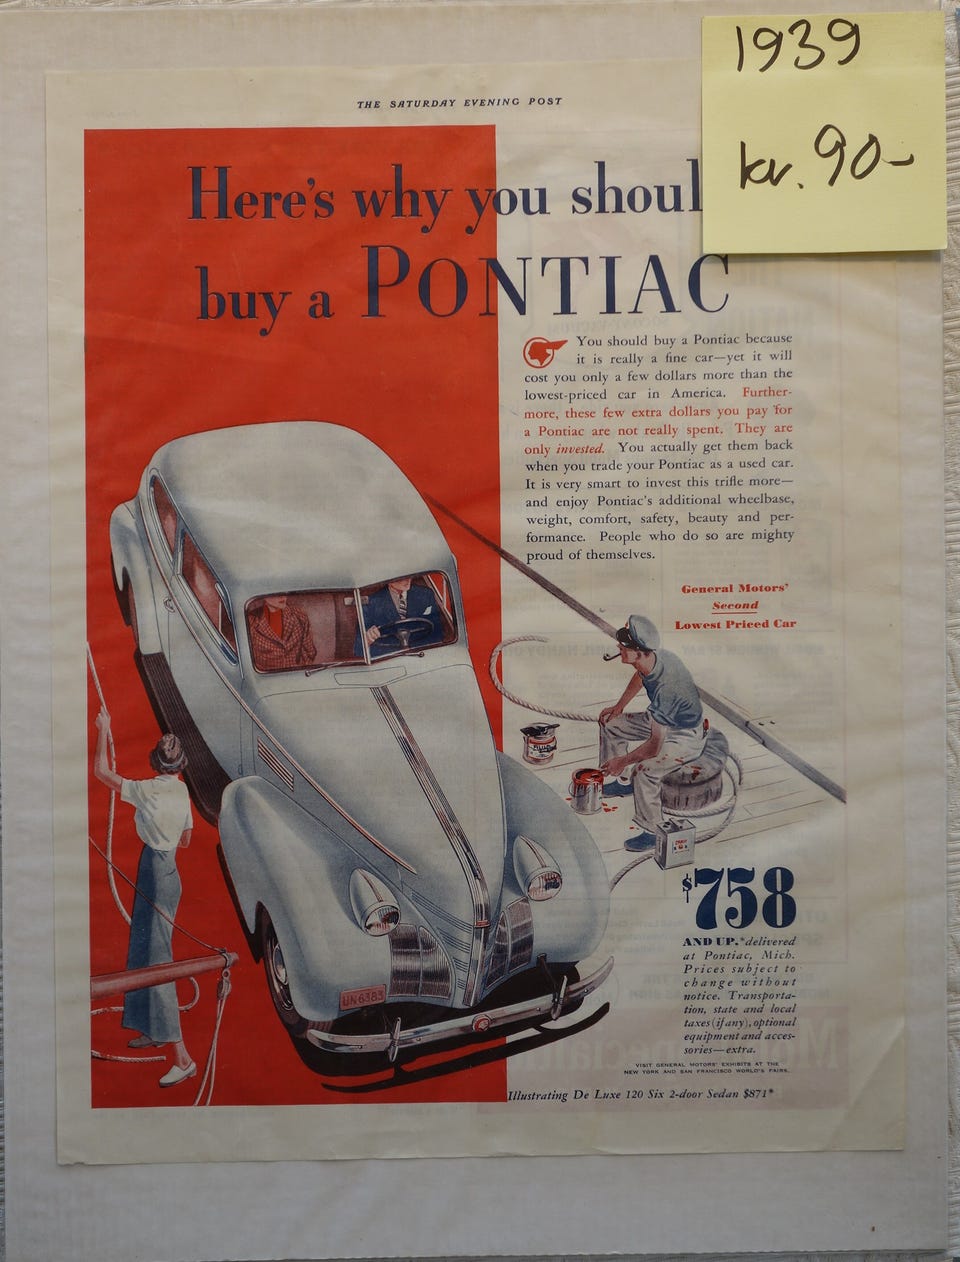 1939
kr. 90-
THE SATURDAY EVENING POST
Here's why you shoul
buy a PONTIAC
You should buy a Pontiac because
it is really a fine car—yet it will
cost you only a few dollars more than the
lowest-priced car in America. Further-
more, these few extra dollars you pay for
a Pontiac are not really spent. They are
only invested. You actually get them back
when you trade your Pontiac as a used car.
It is very smart to invest this trifle more—
and enjoy Pontiac's additional wheelbase,
weight, comfort, safety, beauty and per-
formance. People who do so are mighty
proud of themselves.
General Motors'
Second
Lowest Priced Car
$758
AND UP,*delivered
at Pontiac, Mich.
Prices subject to
change without
notice. Transporta-
tion, state and local
taxes (if any), optional
equipment and acces-
sories—extra.
VISIT GENERAL MOTORS' EXHIBITS AT THE
NEW YORK AND SAN FRANCISCO WORLD'S FAIRS.
UN6383
Illustrating De Luxe 120 Six 2-door Sedan $871*